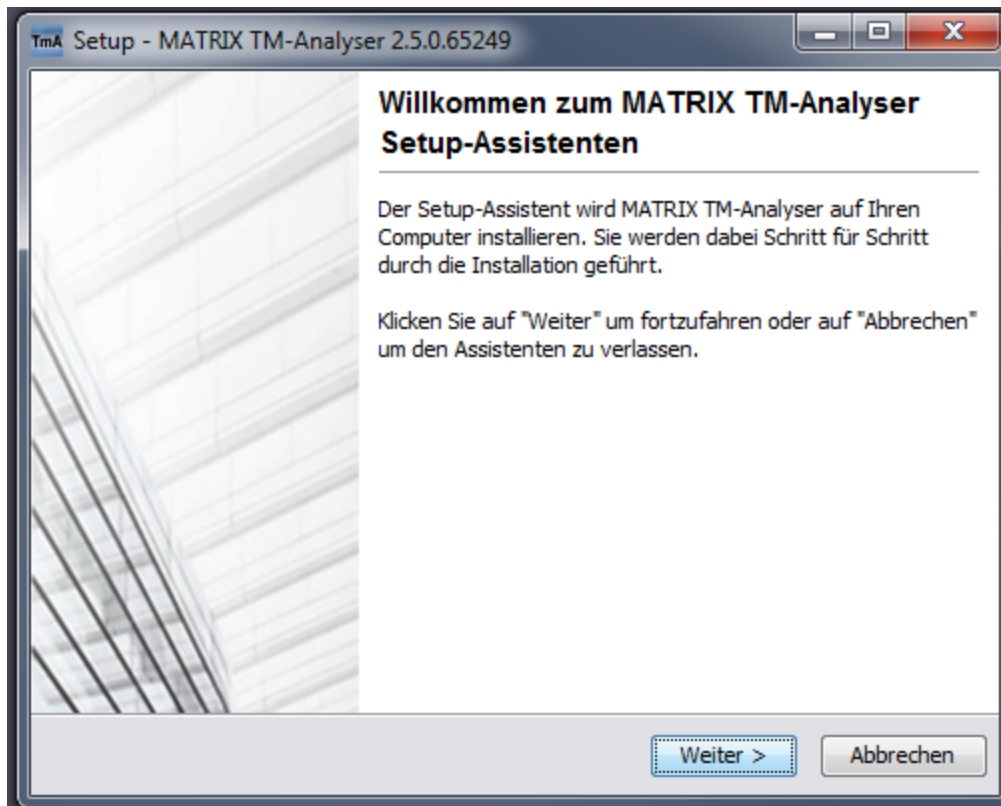 TmA Setup - MATRIX TM-Analyser 2.5.0.65249
Willkommen zum MATRIX TM-Analyser
Setup-Assistenten
Der Setup-Assistent wird MATRIX TM-Analyser auf Ihren
Computer installieren. Sie werden dabei Schritt für Schritt
durch die Installation geführt.
Klicken Sie auf "Weiter" um fortzufahren oder auf "Abbrechen"
um den Assistenten zu verlassen.
Weiter > Abbrechen